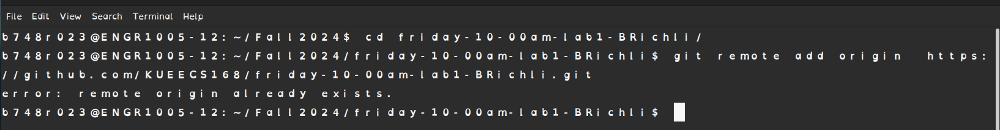 File Edit View Search Terminal Help
b748r023@ENGR1005-12:~/Fall2024$ cd friday-10-00am-lab1-BRichli/
b748r023@ENGR1005-12:~/Fall2024/friday-10-00am-lab1-BRichli$ git remote add origin  https:
//github.com/KUEECS168/friday-10-00am-lab1-BRichli.git
error: remote origin already exists.
b748r023@ENGR1005-12:~/Fall2024/friday-10-00am-lab1-BRichli$